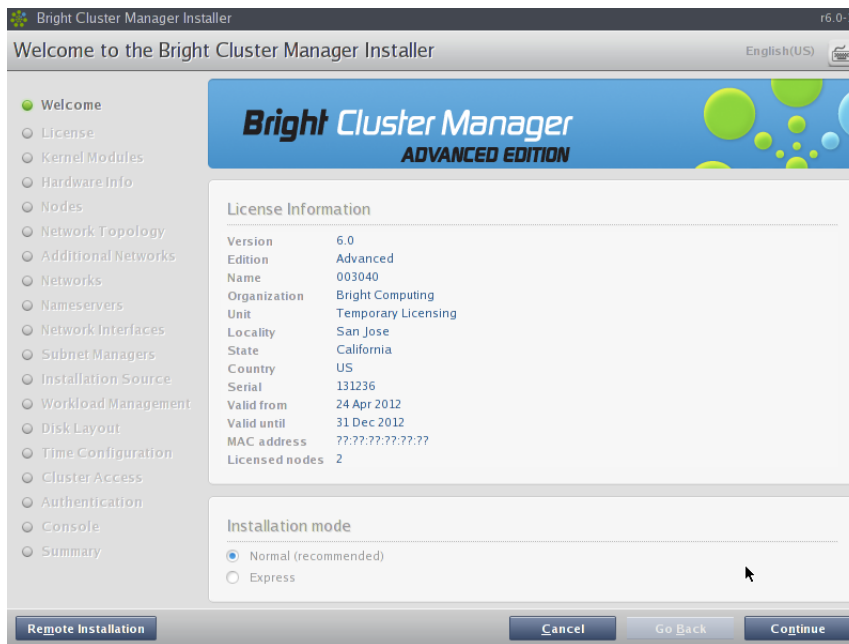 Bright Cluster Manager Installer
r6.0-
Welcome to the Bright Cluster Manager Installer
English(US)
Welcome
License
Kernel Modules
Hardware Info
Nodes
Network Topology
Additional Networks
Networks
Nameservers
Network Interfaces
Subnet Managers
Installation Source
Workload Management
Disk Layout
Time Configuration
Cluster Access
Authentication
Console
Summary
Bright Cluster Manager
ADVANCED EDITION
License Information
Version 6.0
Edition Advanced
Name 003040
Organization Bright Computing
Unit Temporary Licensing
Locality San Jose
State California
Country US
Serial 131236
Valid from 24 Apr 2012
Valid until 31 Dec 2012
MAC address ??:??:??:??:??:??
Licensed nodes 2
Installation mode
Normal (recommended)
Express
Remote Installation
Cancel
Go Back
Continue